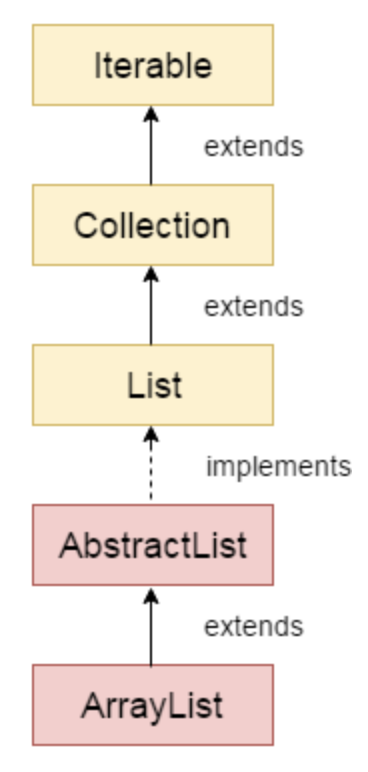 Iterable
extends
Collection
extends
List
implements
AbstractList
extends
ArrayList